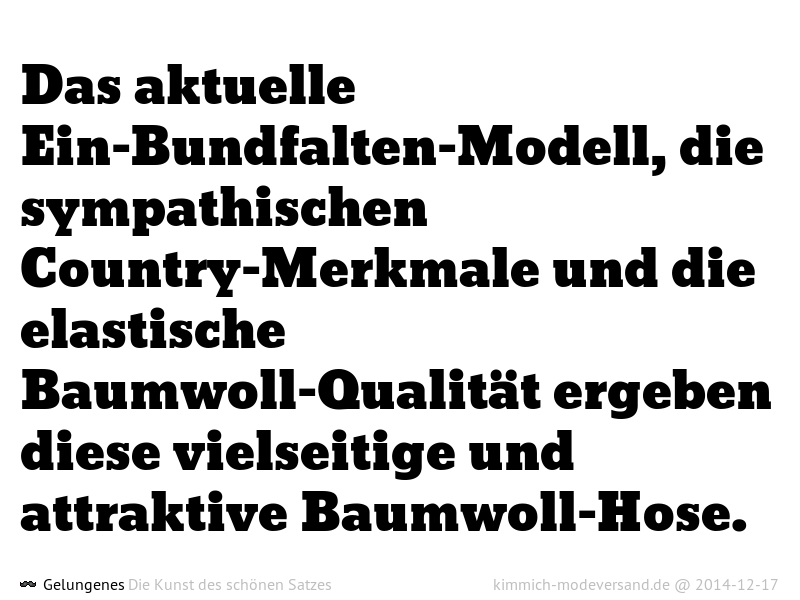 Das aktuelle
Ein-Bundfalten-Modell, die
sympathischen
Country-Merkmale und die
elastische
Baumwoll-Qualität ergeben
diese vielseitige und
attraktive Baumwoll-Hose.
Gelungenes Die Kunst des schönen Satzes
kimmich-modeversand.de @ 2014-12-17